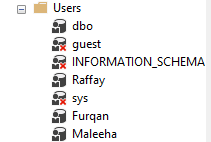 Users
dbo
guest
INFORMATION_SCHEMA
Raffay
sys
Furqan
Maleeha